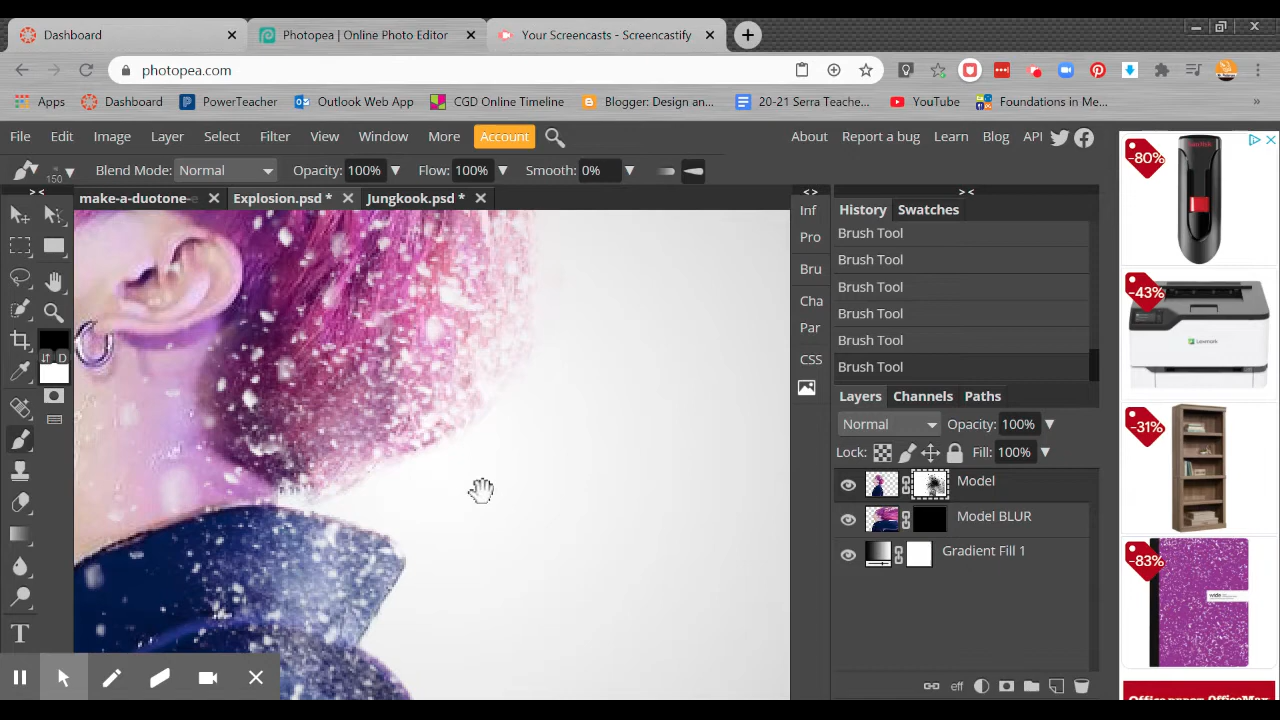 Dashboard
Photopea | Online Photo Editor
Your Screencasts - Screencastify
photopea.com
Apps
Dashboard
PowerTeach
Outlook Web App
CGD Online Timeline
Blogger: Design an...
20-21 Serra Teache...
YouTube
Foundations in Me...
»
File Edit Image Layer Select Filter View Window More Account
About Report a bug Learn Blog API
150 Blend Mode: Normal Opacity: 100% Flow: 100% Smooth: 0%
> <
make-a-duotone-e
Explosion.psd *
Jungkook.psd *
< >
Inf
Pro
Bru
Cha
Par
CSS
> <
History Swatches
Brush Tool
Brush Tool
Brush Tool
Brush Tool
Brush Tool
Brush Tool
Layers Channels Paths
Normal Opacity: 100%
Lock: Fill: 100%
Model
Model BLUR
Gradient Fill 1
eff
D
T
-80%
-43%
Lexmark
-31%
-83%